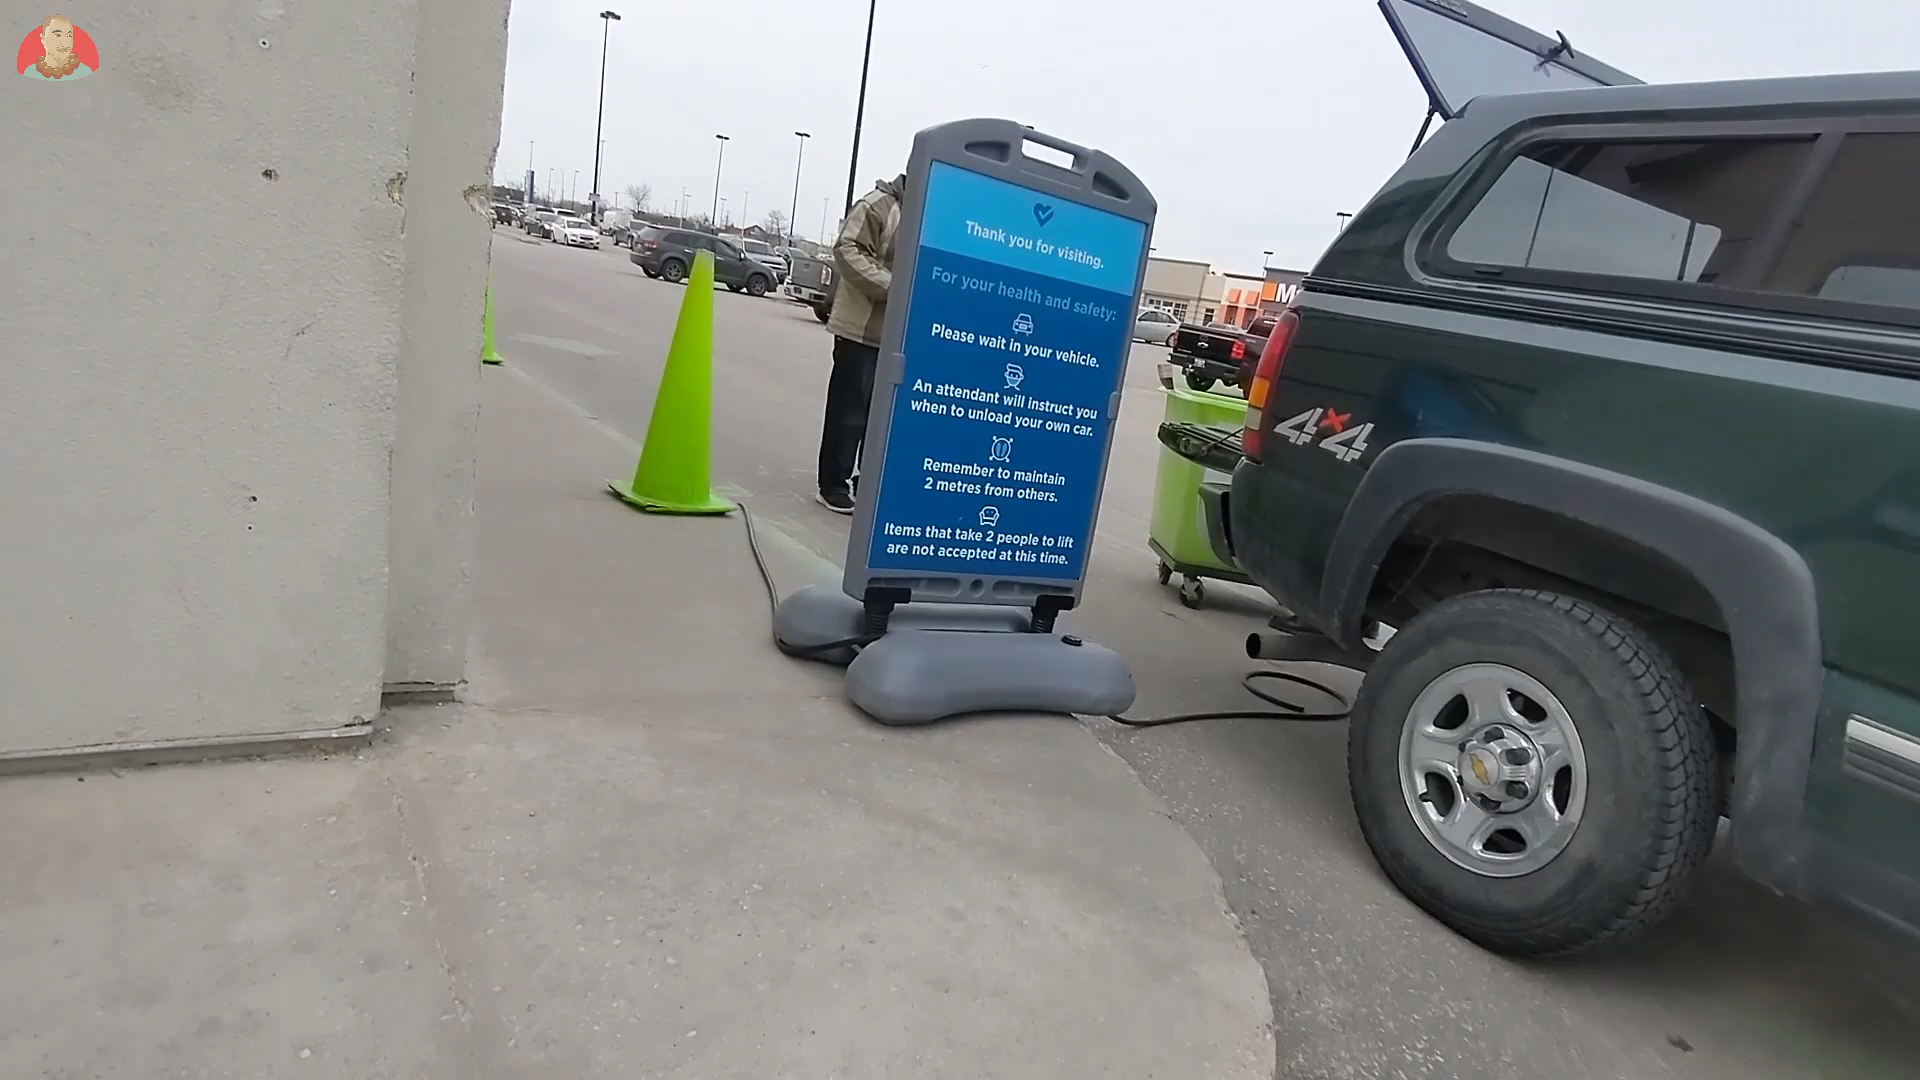 Thank you for visiting.
For your health and safety:
Please wait in your vehicle.
An attendant will instruct you
when to unload your own car.
Remember to maintain
2 metres from others.
Items that take 2 people to lift
are not accepted at this time.
M
4x4